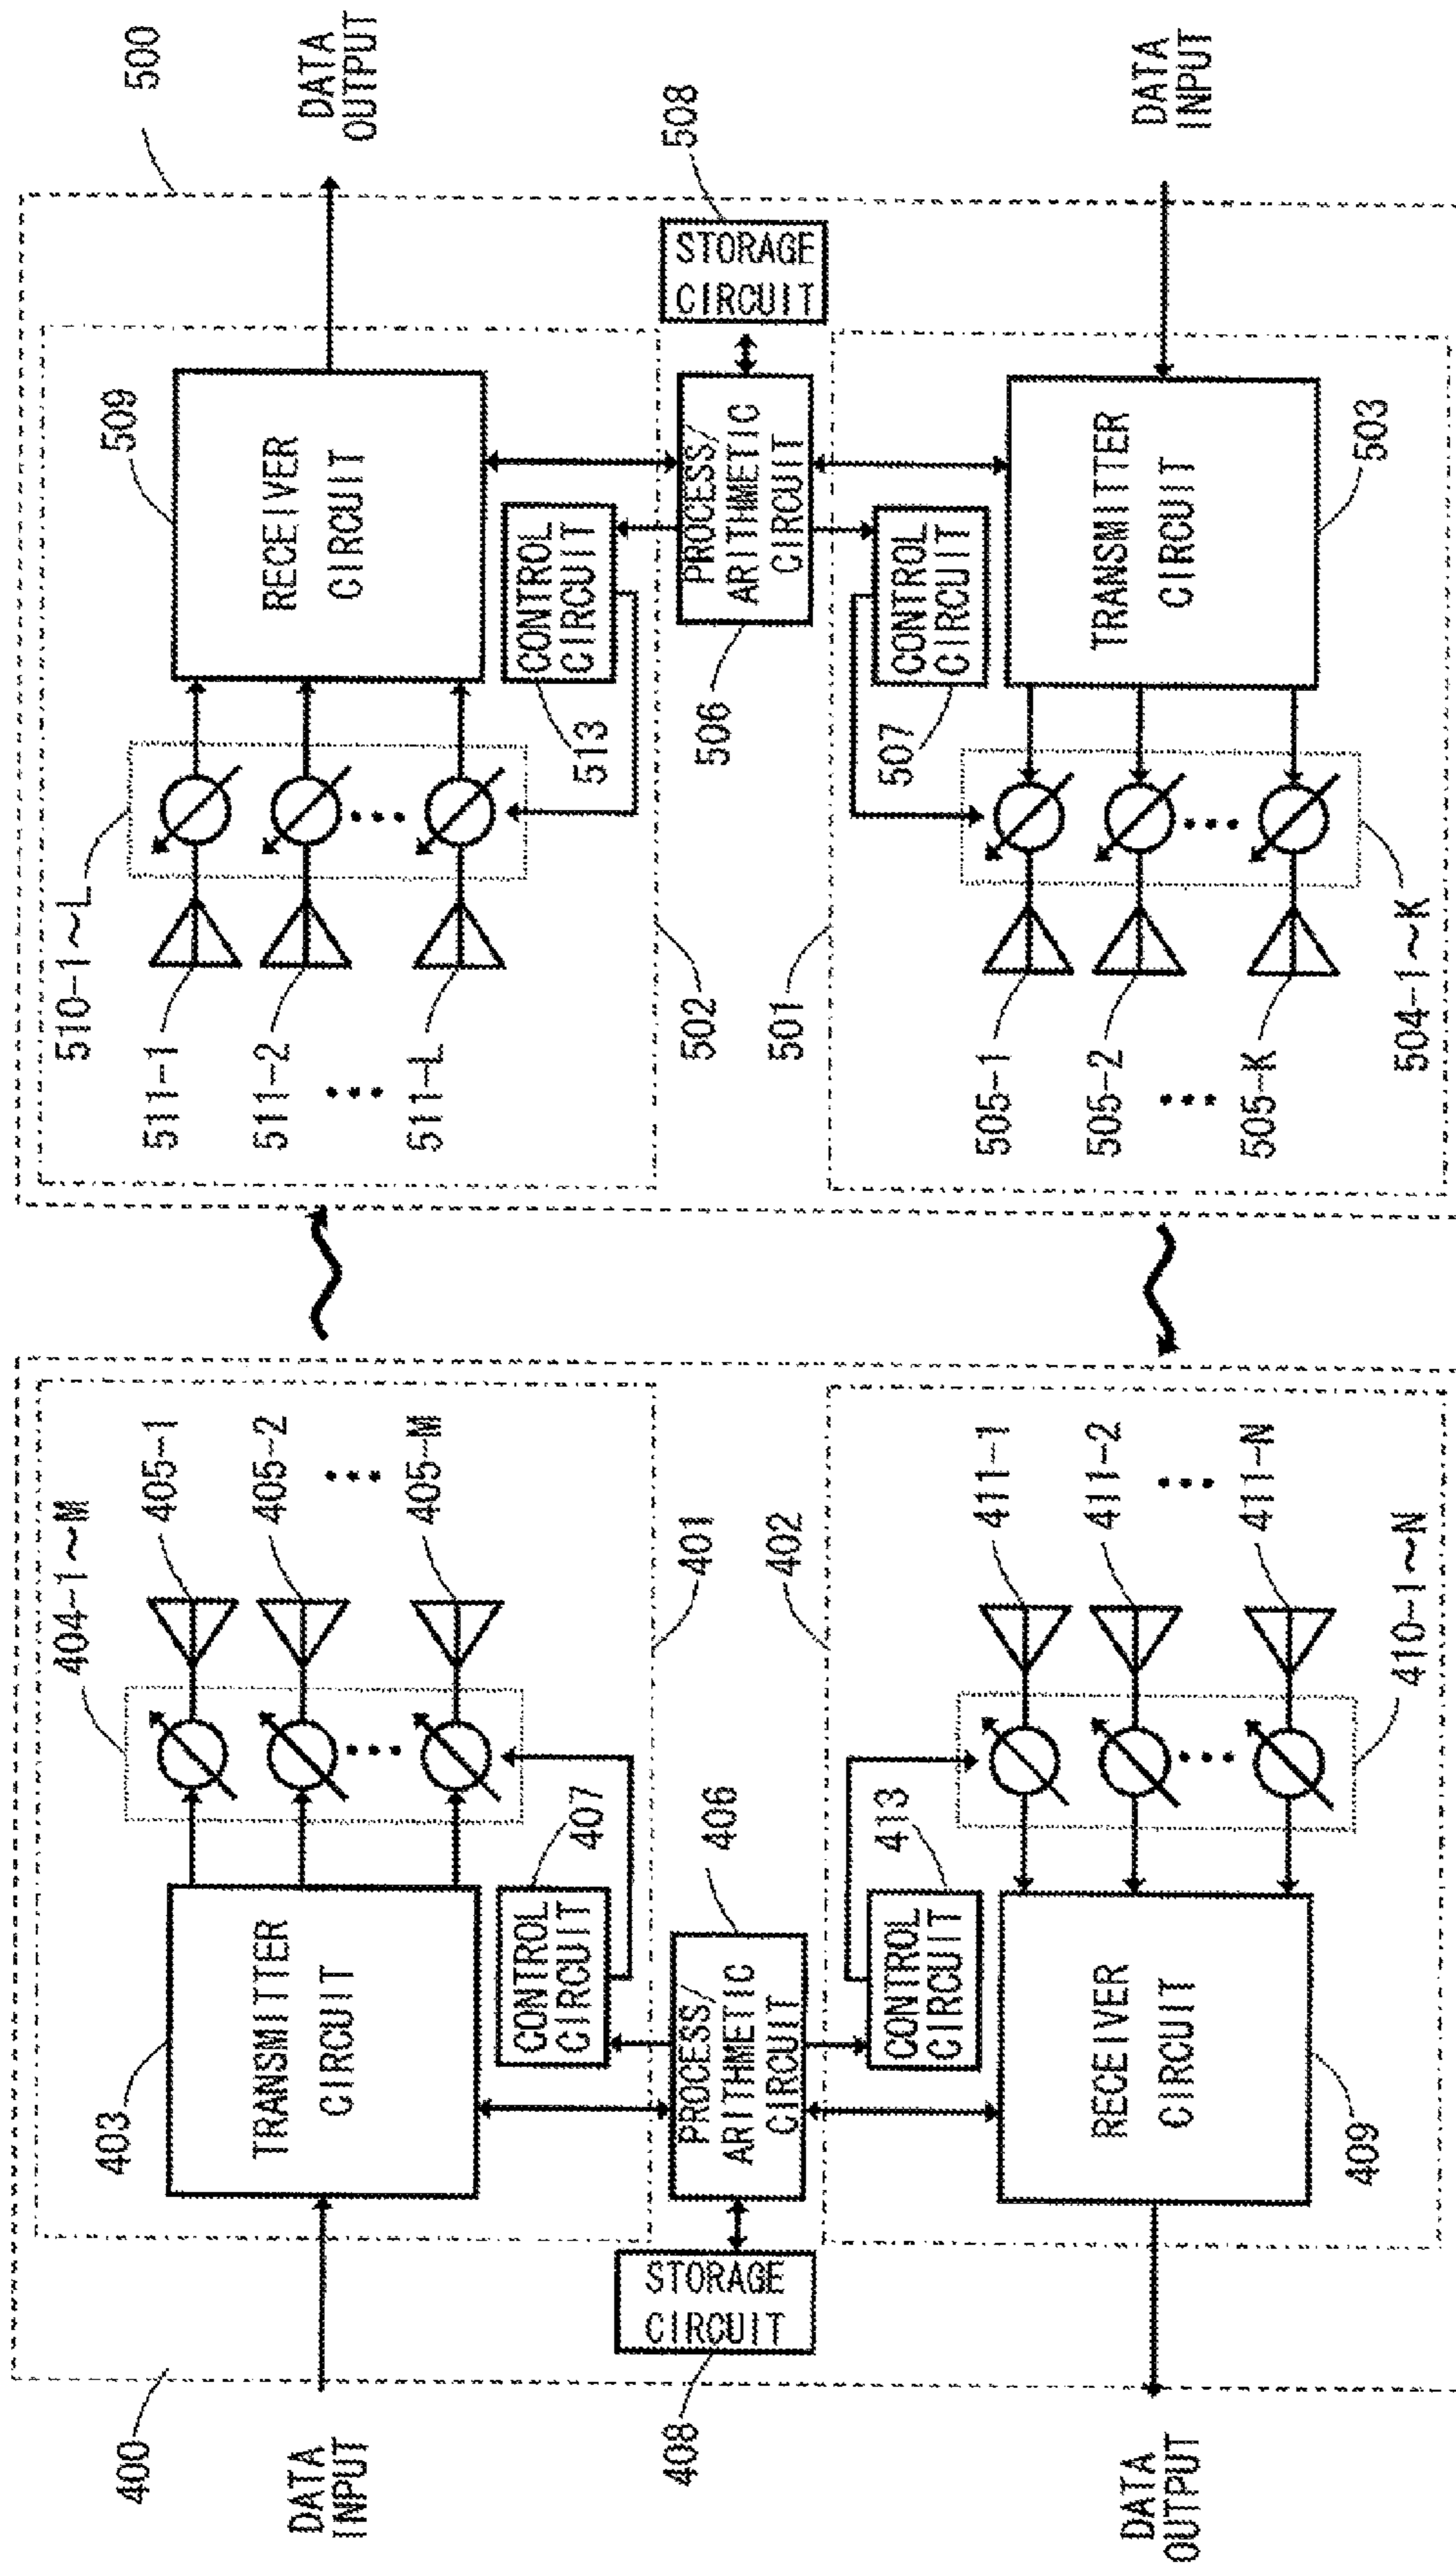 400
DATA
INPUT
403
TRANSMITTER
CIRCUIT
404-1~M
405-1
405-2
405-M
CONTROL
CIRCUIT
407
401
408
STORAGE
CIRCUIT
PROCESS/
ARITHMETIC
CIRCUIT
406
402
CONTROL
CIRCUIT
413
411-1
411-2
411-N
410-1~N
RECEIVER
CIRCUIT
409
DATA
OUTPUT
500
DATA
OUTPUT
509
RECEIVER
CIRCUIT
510-1~L
511-1
511-2
511-L
CONTROL
CIRCUIT
513
502
508
STORAGE
CIRCUIT
PROCESS/
ARITHMETIC
CIRCUIT
506
501
CONTROL
CIRCUIT
507
505-1
505-2
505-K
504-1~K
TRANSMITTER
CIRCUIT
503
DATA
INPUT